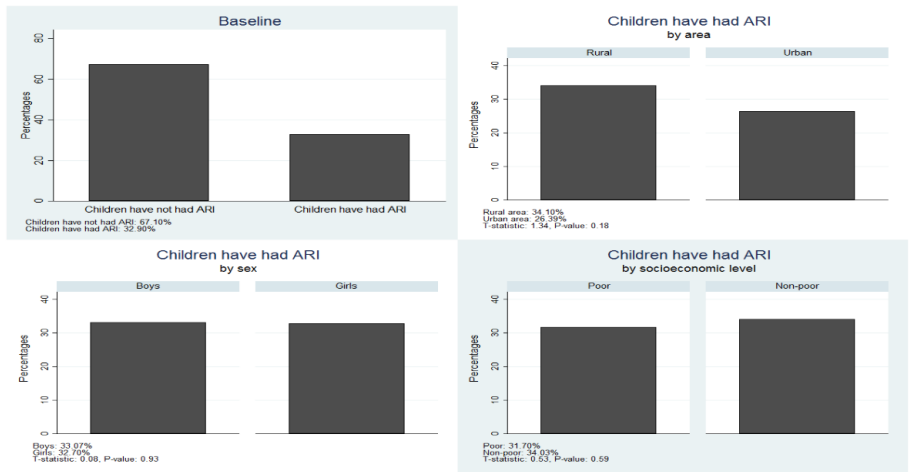 Baseline
80
60
40
20
0
Percentages
Children have not had ARI
Children have had ARI
Children have not had ARI: 67.10%
Children have had ARI: 32.90%
Children have had ARI
by area
Rural
Urban
40
30
20
10
0
Percentages
Rural area: 34.10%
Urban area: 26.39%
T-statistic: 1.34, P-value: 0.18
Children have had ARI
by sex
Boys
Girls
40
30
20
10
0
Percentages
Boys: 33.07%
Girls: 32.70%
T-statistic: 0.08, P-value: 0.93
Children have had ARI
by socioeconomic level
Poor
Non-poor
40
30
20
10
0
Percentages
Poor: 31.70%
Non-poor: 34.03%
T-statistic: 0.53, P-value: 0.59